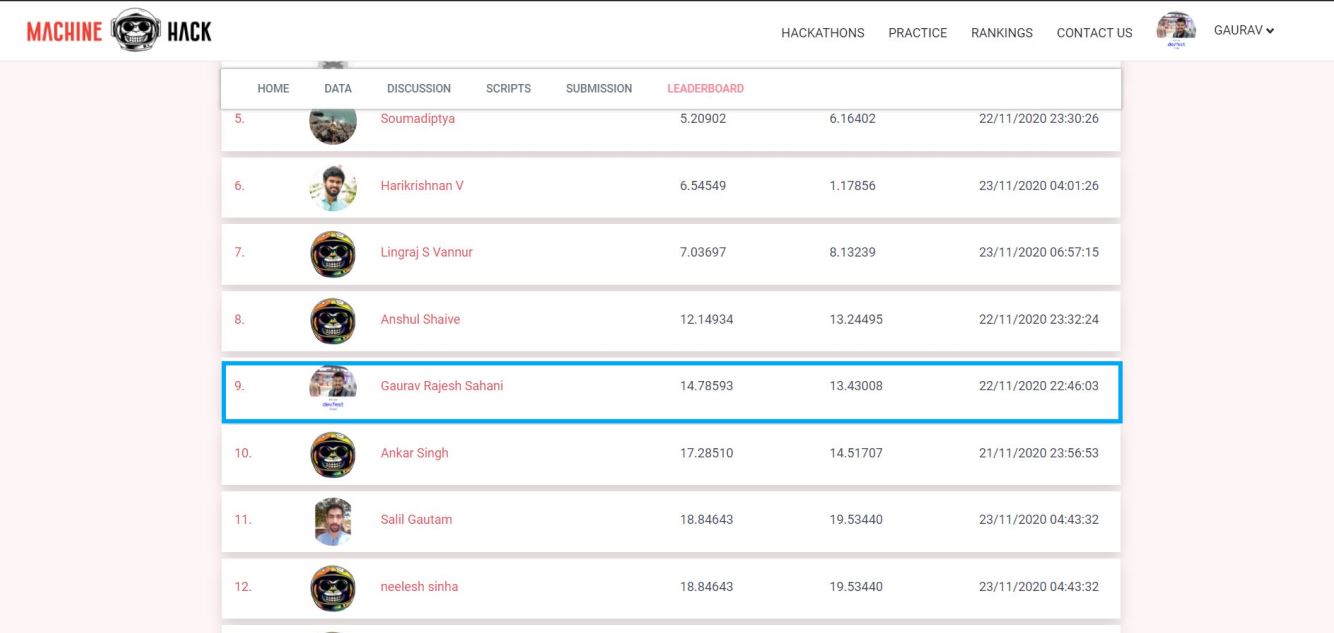 MACHINE HACK
HACKATHONS PRACTICE RANKINGS CONTACT US GAURAV
HOME DATA DISCUSSION SCRIPTS SUBMISSION LEADERBOARD
5. Soumadiptya 5.20902 6.16402 22/11/2020 23:30:26
6. Harikrishnan V 6.54549 1.17856 23/11/2020 04:01:26
7. Lingraj S Vannur 7.03697 8.13239 23/11/2020 06:57:15
8. Anshul Shaive 12.14934 13.24495 22/11/2020 23:32:24
9. Gaurav Rajesh Sahani 14.78593 13.43008 22/11/2020 22:46:03
10. Ankar Singh 17.28510 14.51707 21/11/2020 23:56:53
11. Salil Gautam 18.84643 19.53440 23/11/2020 04:43:32
12. neelesh sinha 18.84643 19.53440 23/11/2020 04:43:32